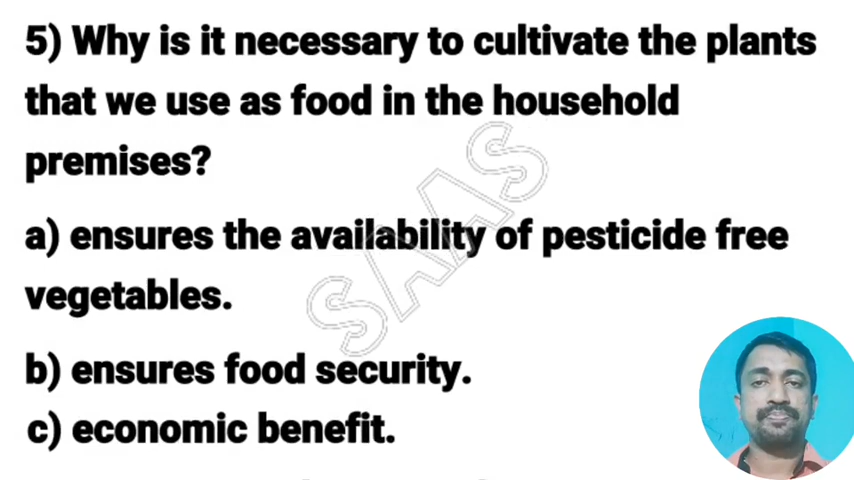 5) Why is it necessary to cultivate the plants
that we use as food in the household
premises?
a) ensures the availability of pesticide free
vegetables.
b) ensures food security.
c) economic benefit.
SAAS